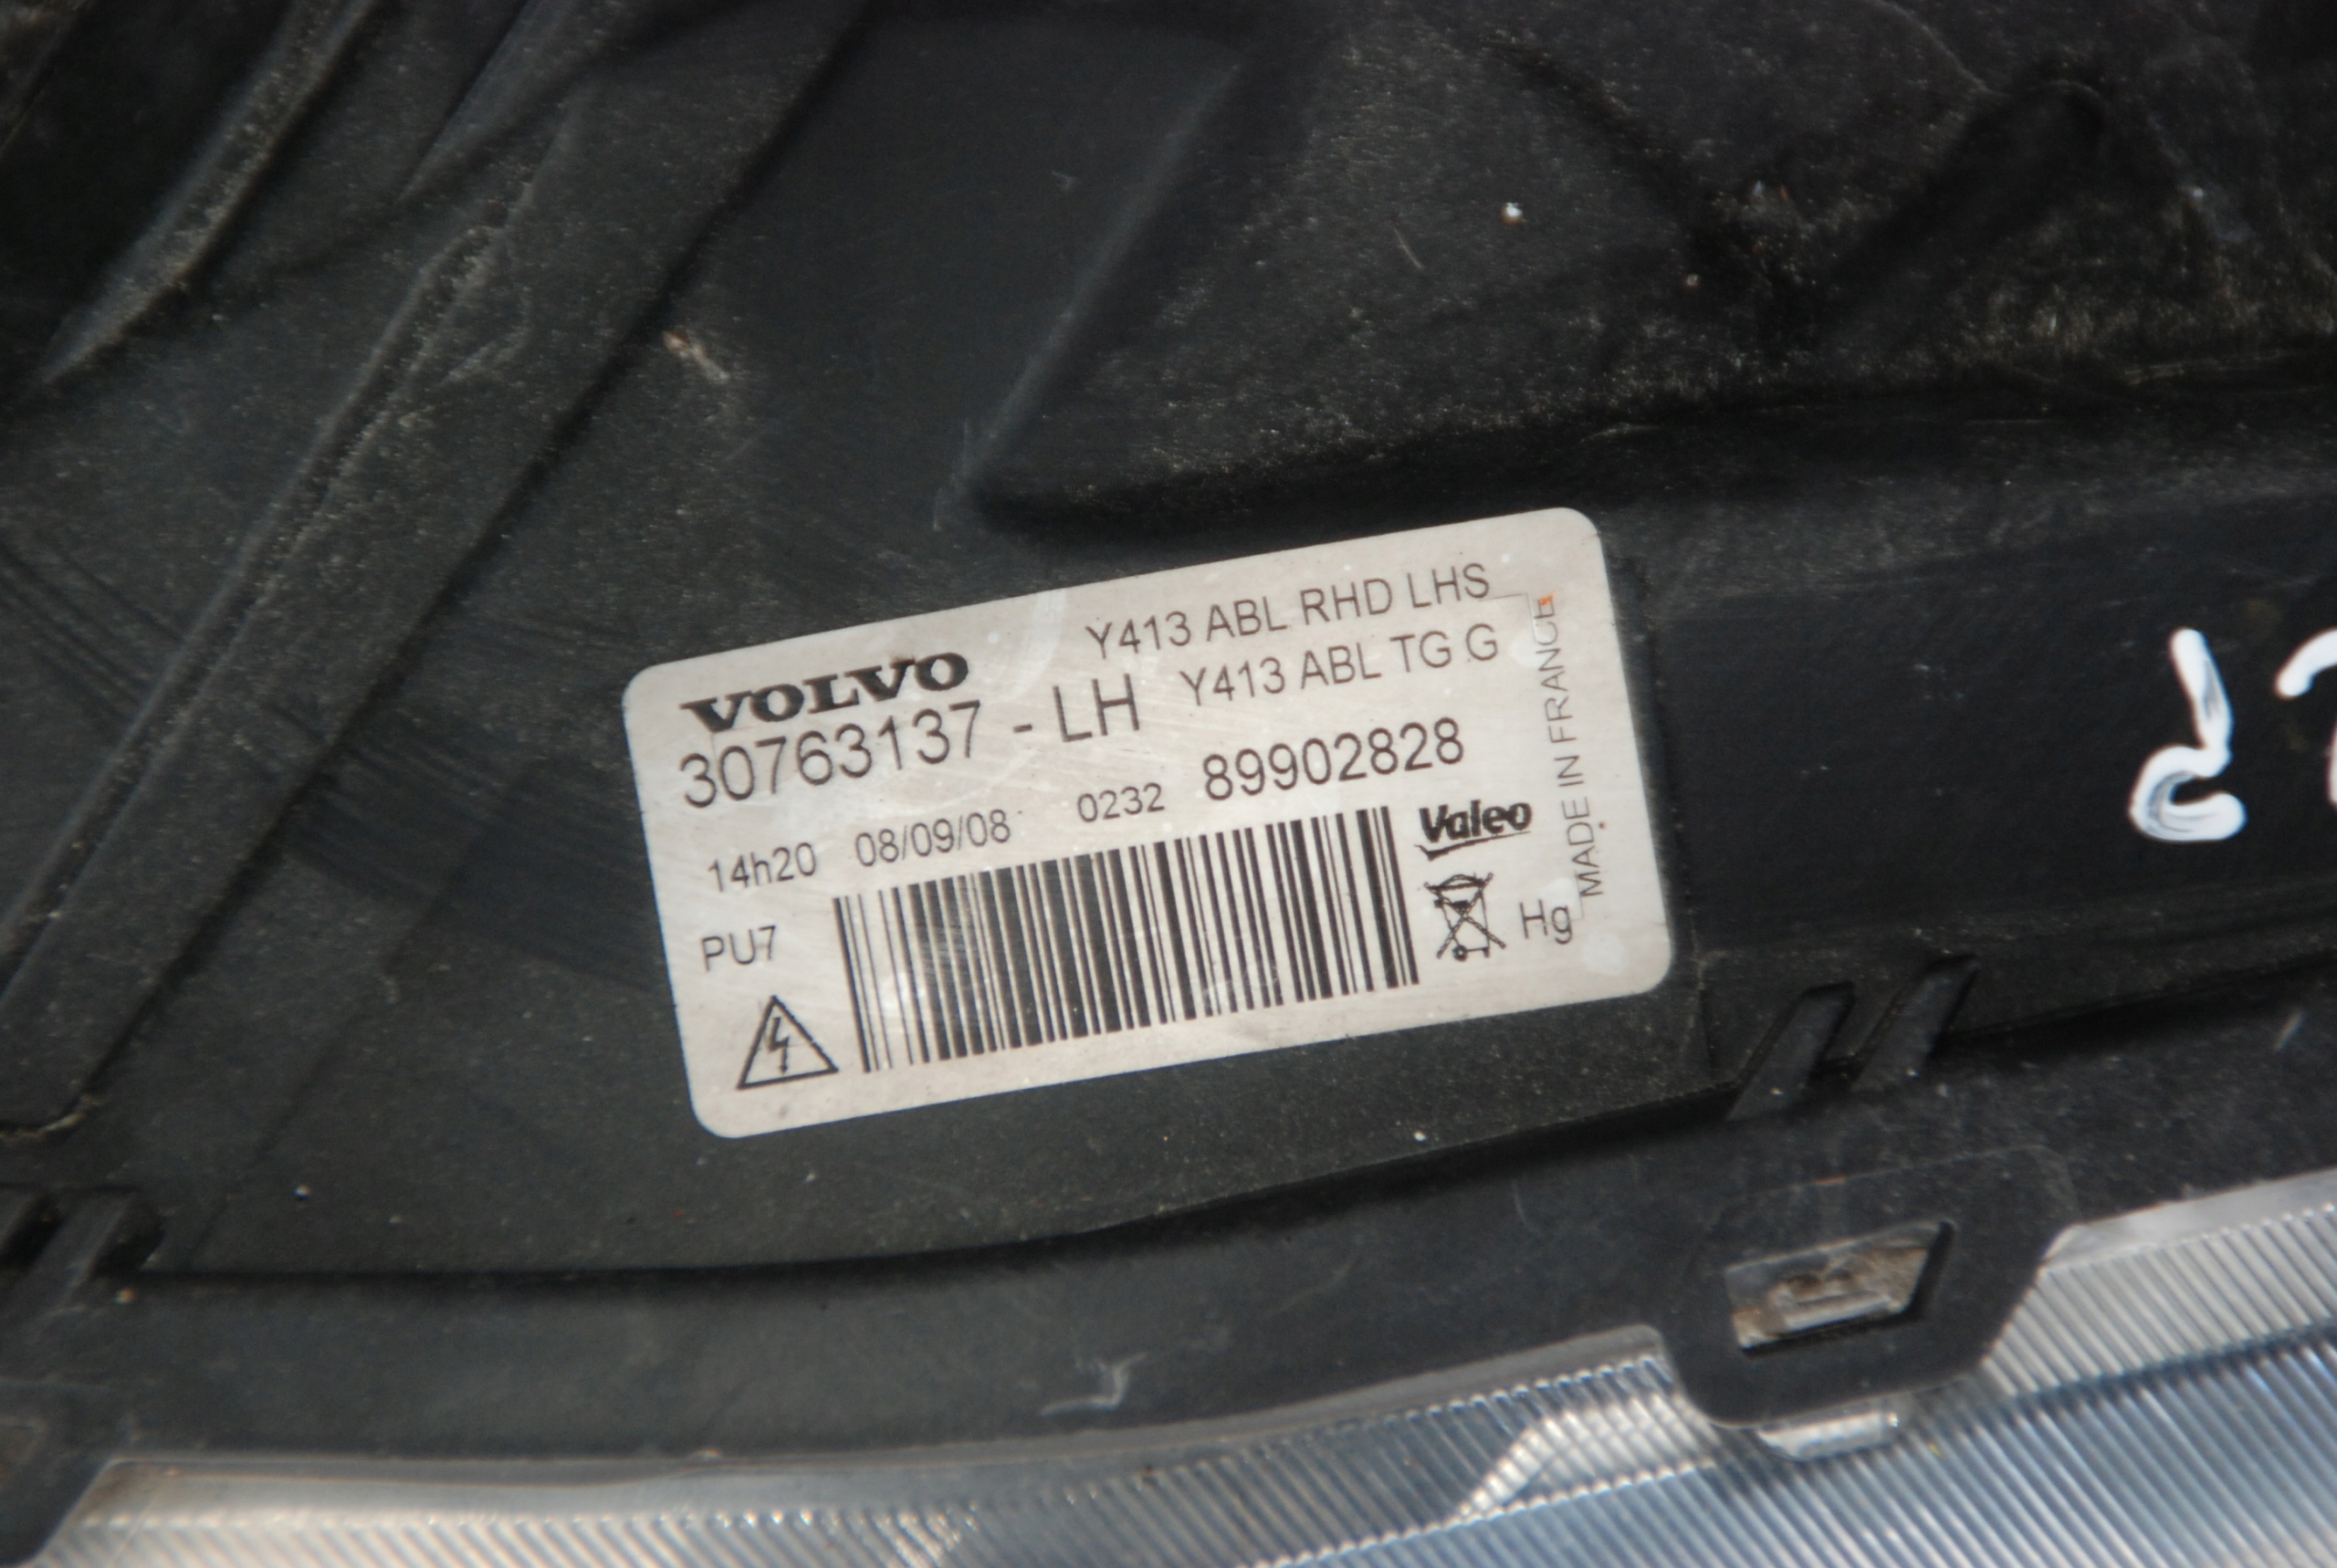 VOLVO
Y413 ABL RHD LHS
30763137 - LH
Y413 ABL TG G
14h20 08/09/08 0232 89902828
PU7
Valeo
Hg
MADE IN FRANCE